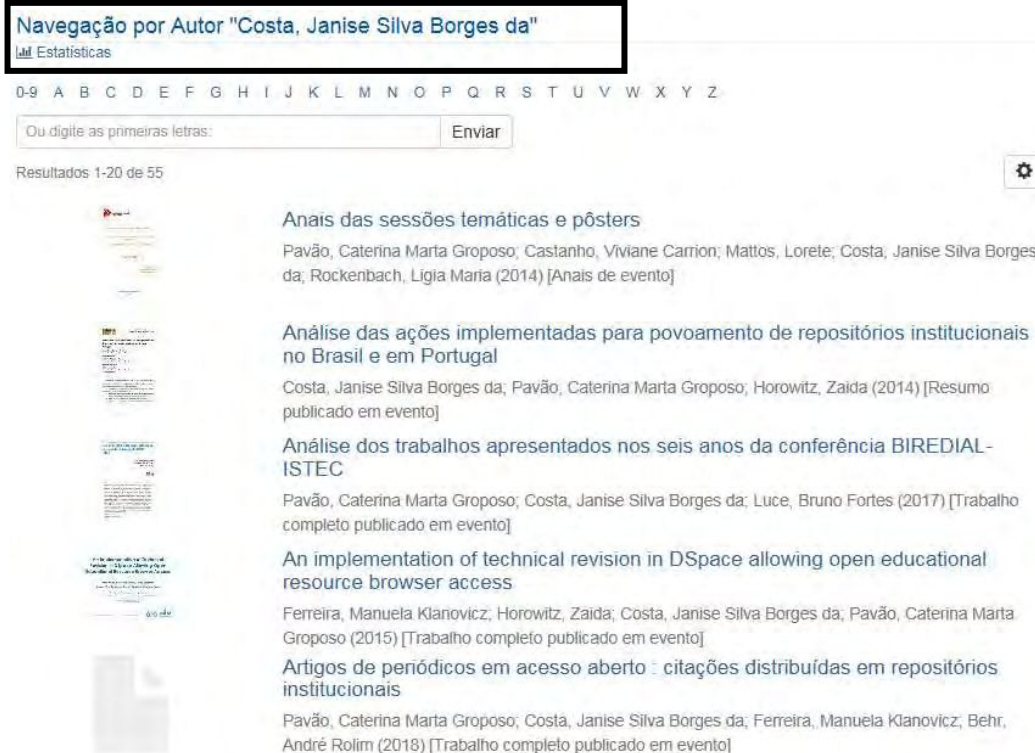 Navegação por Autor "Costa, Janise Silva Borges da"
Estatísticas
0-9 A B C D E F G H I J K L M N O P Q R S T U V W X Y Z
Ou digite as primeiras letras:
Enviar
Resultados 1-20 de 55
Anais das sessões temáticas e pôsters
Pavão, Caterina Marta Groposo; Castanho, Viviane Carrion; Mattos, Lorete; Costa, Janise Silva Borges
da; Rockenbach, Ligia Maria (2014) [Anais de evento]
Análise das ações implementadas para povoamento de repositórios institucionais
no Brasil e em Portugal
Costa, Janise Silva Borges da; Pavão, Caterina Marta Groposo; Horowitz, Zaida (2014) [Resumo
publicado em evento]
Análise dos trabalhos apresentados nos seis anos da conferência BIREDIAL-
ISTEC
Pavão, Caterina Marta Groposo; Costa, Janise Silva Borges da; Luce, Bruno Fortes (2017) [Trabalho
completo publicado em evento]
An implementation of technical revision in DSpace allowing open educational
resource browser access
Ferreira, Manuela Klanovicz; Horowitz, Zaida; Costa, Janise Silva Borges da; Pavão, Caterina Marta
Groposo (2015) [Trabalho completo publicado em evento]
Artigos de periódicos em acesso aberto : citações distribuídas em repositórios
institucionais
Pavão, Caterina Marta Groposo; Costa, Janise Silva Borges da; Ferreira, Manuela Klanovicz; Behr,
André Rolim (2018) [Trabalho completo publicado em evento]